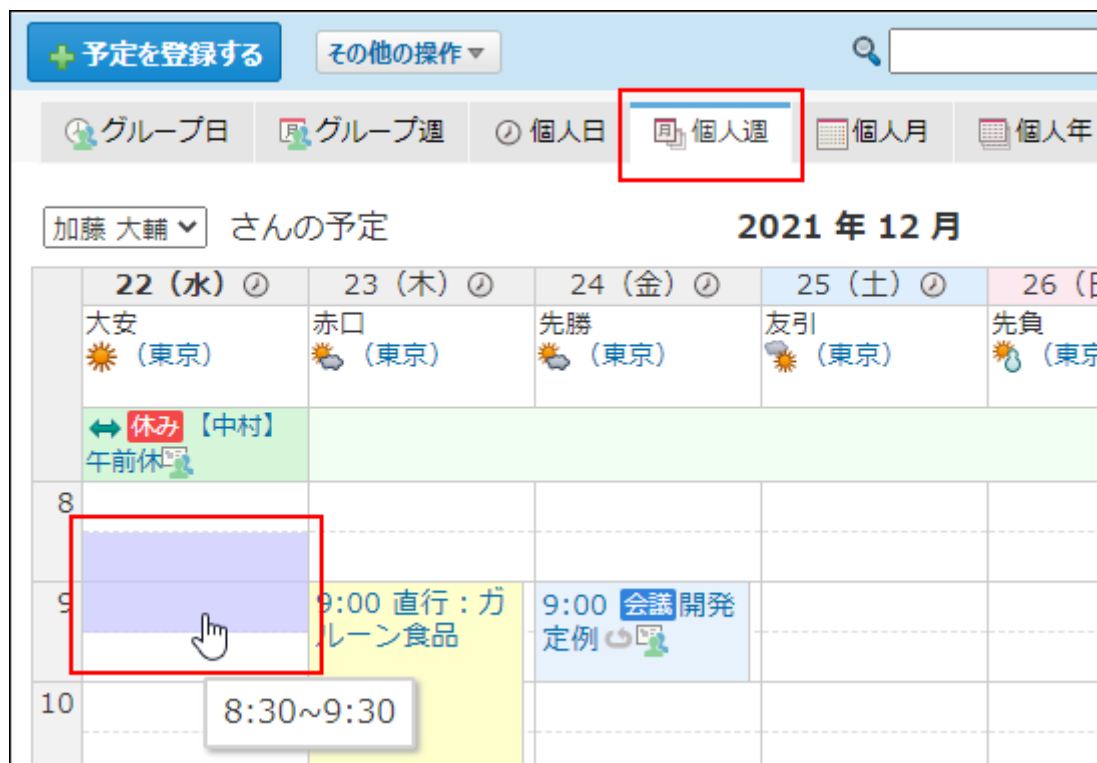 予定を登録する その他の操作
グループ日 グループ週 個人日 個人週 個人月 個人年
加藤 大輔 さんの予定 2021 年 12 月
22（水） 23（木） 24（金） 25（土） 26（
大安 赤口 先勝 友引 先負
（東京） （東京） （東京） （東京） （東京
休み 【中村】
午前休
8
9 9:00 直行：ガ 9:00 会議 開発
ルーン食品 定例
10 8:30~9:30